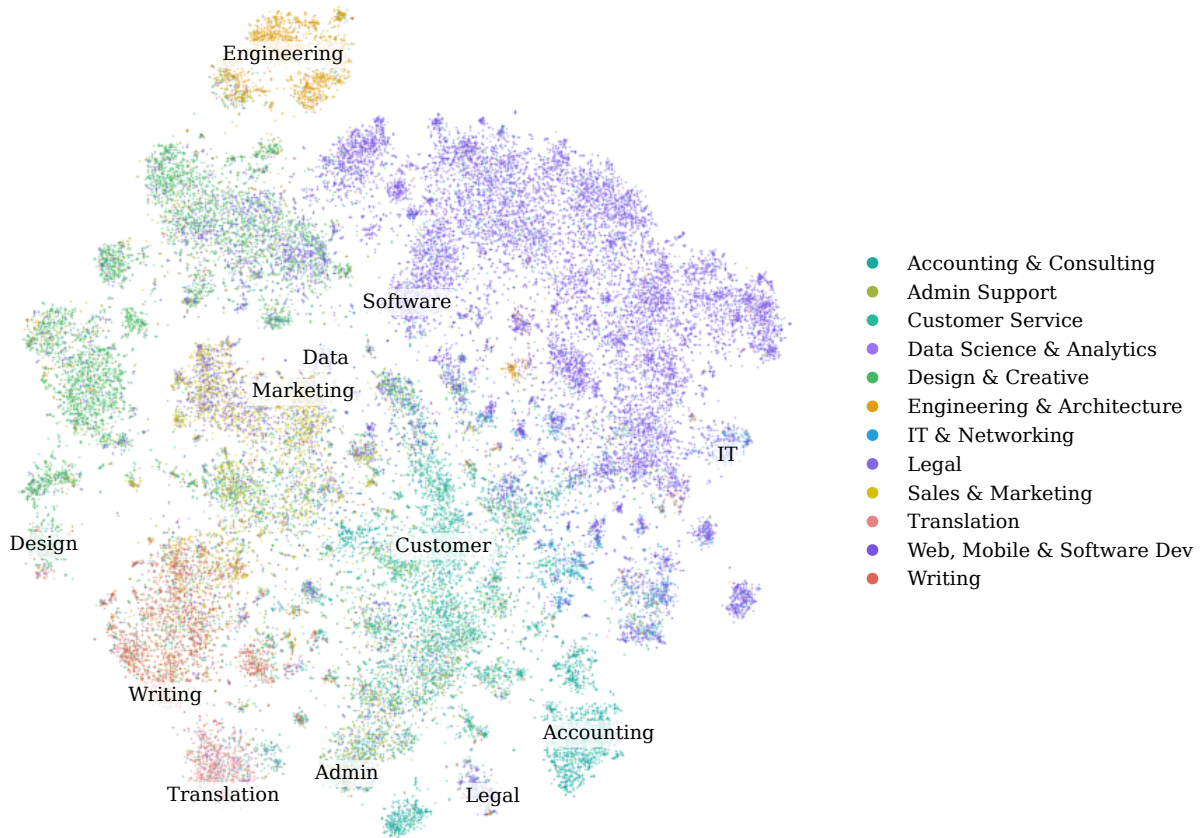 Engineering
Software
Data
Marketing
IT
Design
Customer
Writing
Accounting
Admin
Translation
Legal
Accounting & Consulting
Admin Support
Customer Service
Data Science & Analytics
Design & Creative
Engineering & Architecture
IT & Networking
Legal
Sales & Marketing
Translation
Web, Mobile & Software Dev
Writing